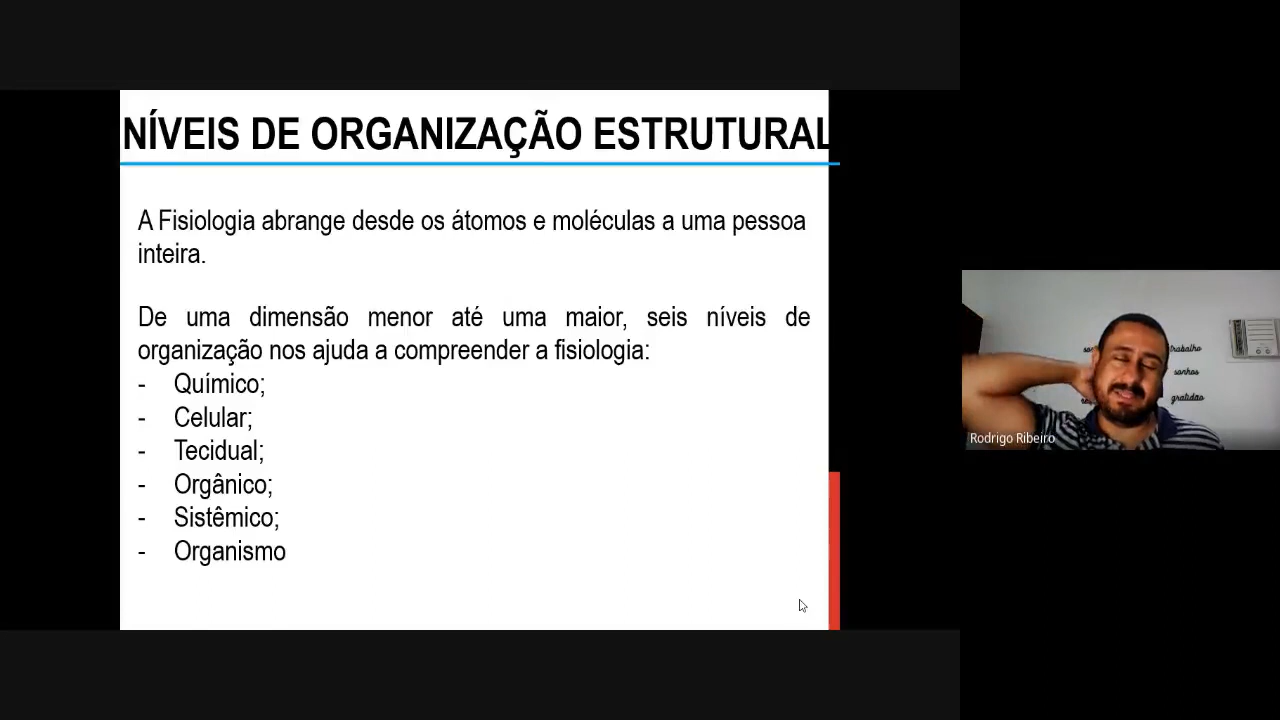 NÍVEIS DE ORGANIZAÇÃO ESTRUTURAL
A Fisiologia abrange desde os átomos e moléculas a uma pessoa
inteira.
De uma dimensão menor até uma maior, seis níveis de
organização nos ajuda a compreender a fisiologia:
- Químico;
- Celular;
- Tecidual;
- Orgânico;
- Sistêmico;
- Organismo
trabalho
sonhos
gratidão
Rodrigo Ribeiro